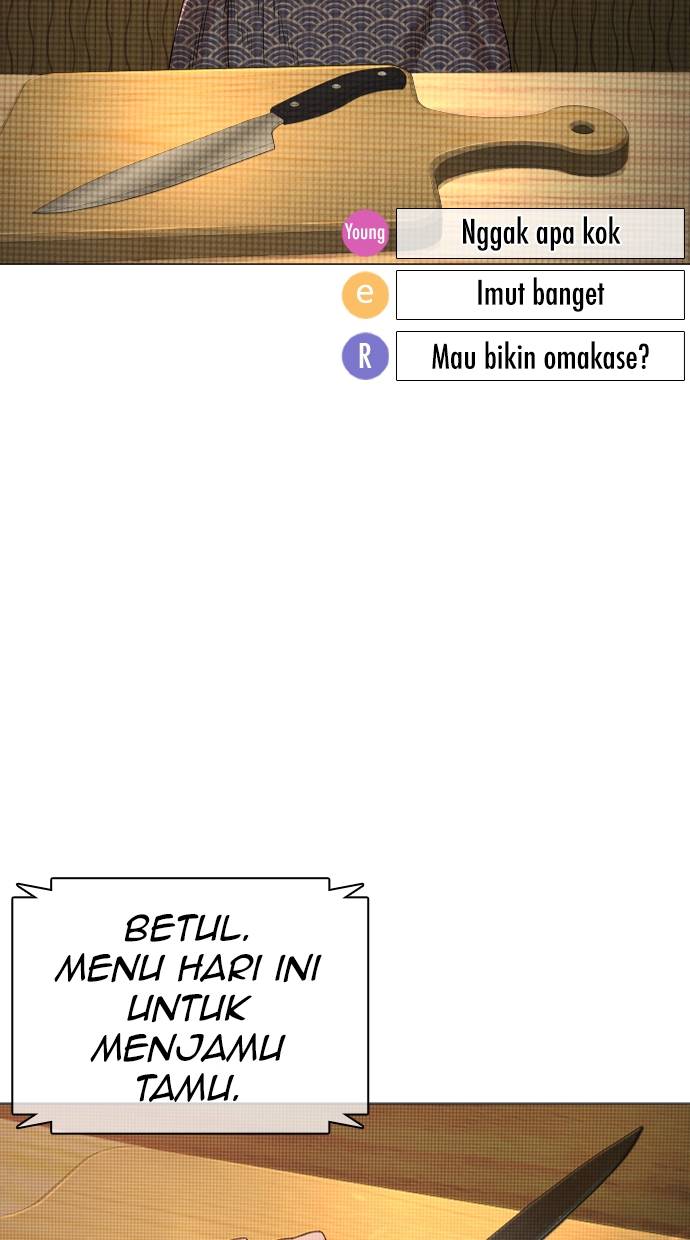 Young Nggak apa kok
e Imut banget
R Mau bikin omakase?
BETUL.
MENU HARI INI
UNTUK
MENJAMU
TAMU.